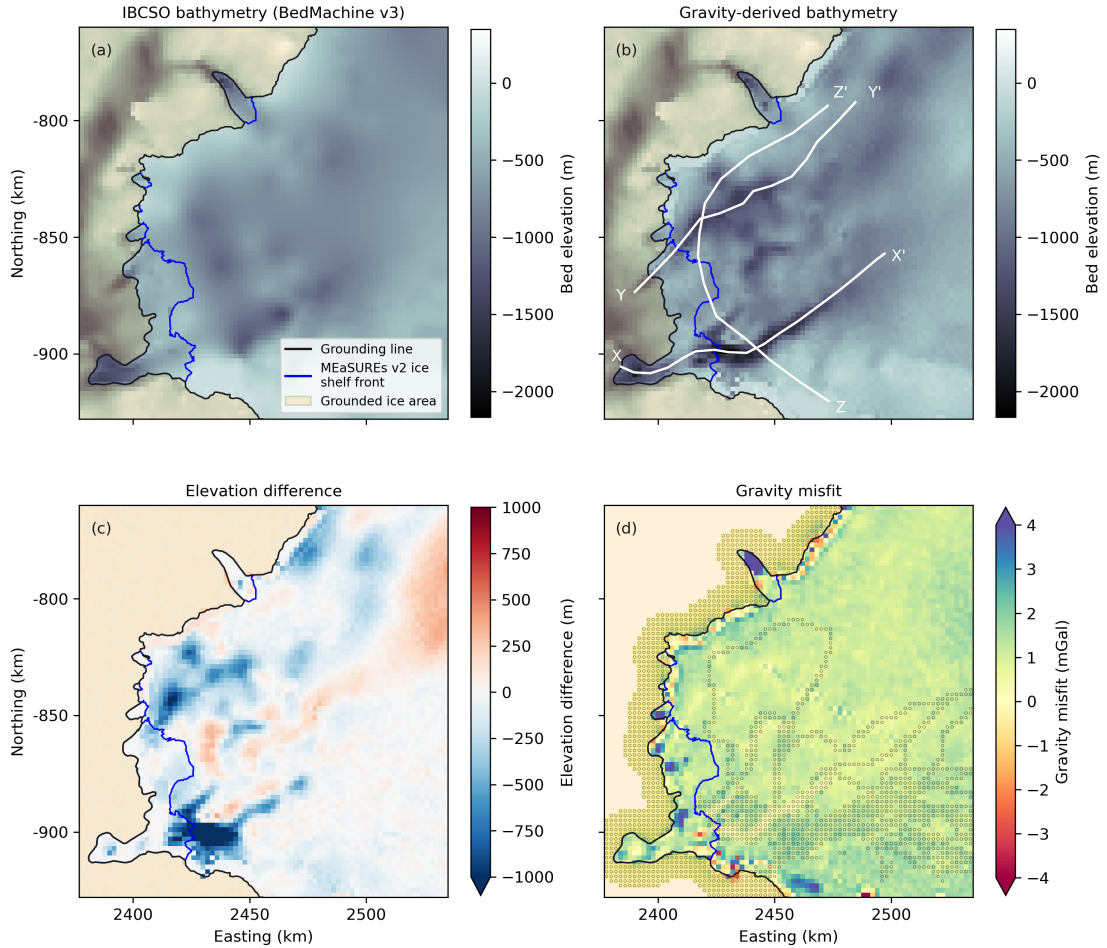 IBCSO bathymetry (BedMachine v3)
(a)
Northing (km)
-800
-850
-900
Grounding line
MEaSUREs v2 ice
shelf front
Grounded ice area
0
−500
−1000
−1500
−2000
Bed elevation (m)
Gravity-derived bathymetry
(b)
Z'
Y'
X'
Y
X
Z
0
−500
−1000
−1500
−2000
Bed elevation (m)
Elevation difference
(c)
Northing (km)
-800
-850
-900
2400
2450
2500
Easting (km)
1000
750
500
250
0
−250
−500
−750
−1000
Elevation difference (m)
Gravity misfit
(d)
2400
2450
2500
Easting (km)
4
3
2
1
0
−1
−2
−3
−4
Gravity misfit (mGal)